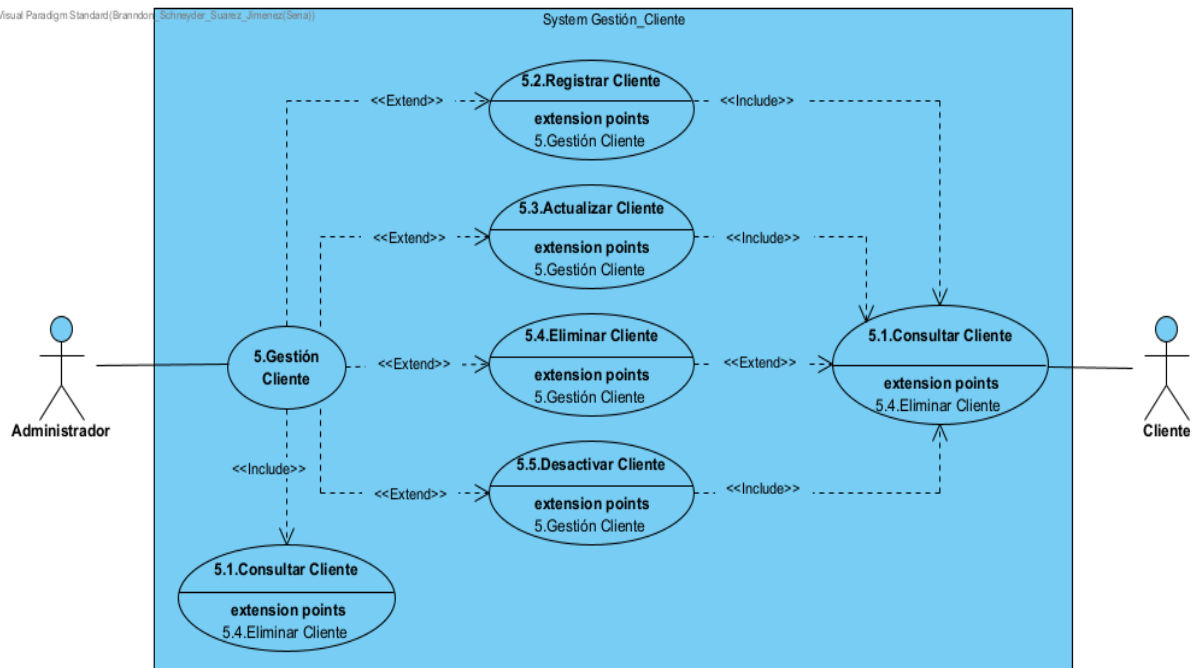 Visual Paradigm Standard(Branndon_Schneyder_Suarez_Jimenez(Sena))
System Gestión_Cliente
5.2.Registrar Cliente
extension points
5.Gestión Cliente
<<Extend>>
<<Include>>
5.3.Actualizar Cliente
extension points
5.Gestión Cliente
<<Extend>>
<<Include>>
5.4.Eliminar Cliente
extension points
5.Gestión Cliente
<<Extend>>
<<Extend>>
5.Gestión
Cliente
5.1.Consultar Cliente
extension points
5.4.Eliminar Cliente
Administrador
Cliente
5.5.Desactivar Cliente
extension points
5.Gestión Cliente
<<Include>>
<<Extend>>
<<Include>>
5.1.Consultar Cliente
extension points
5.4.Eliminar Cliente